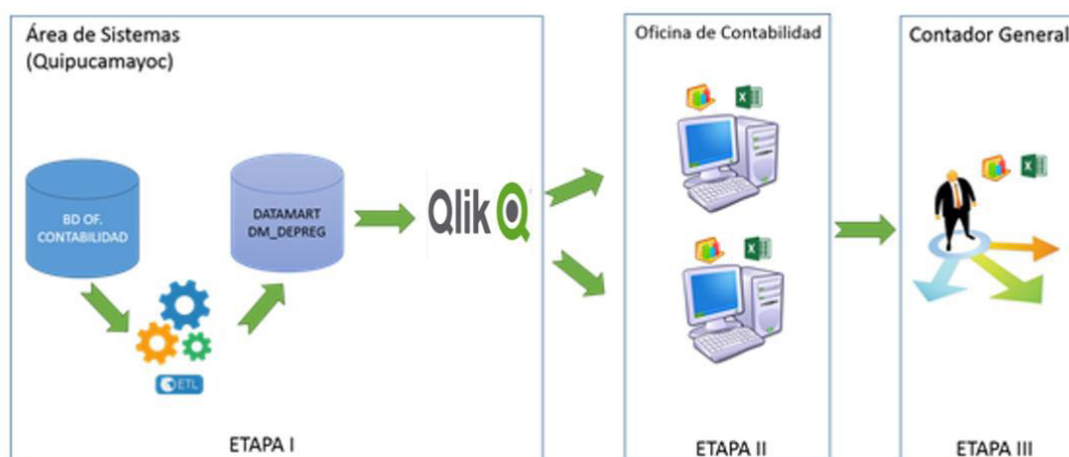 Área de Sistemas
(Quipucamayoc)
BD OF.
CONTABILIDAD
ETL
DATAMART
DM_DEPREG
Qlik
ETAPA I
Oficina de Contabilidad
ETAPA II
Contador General
ETAPA III